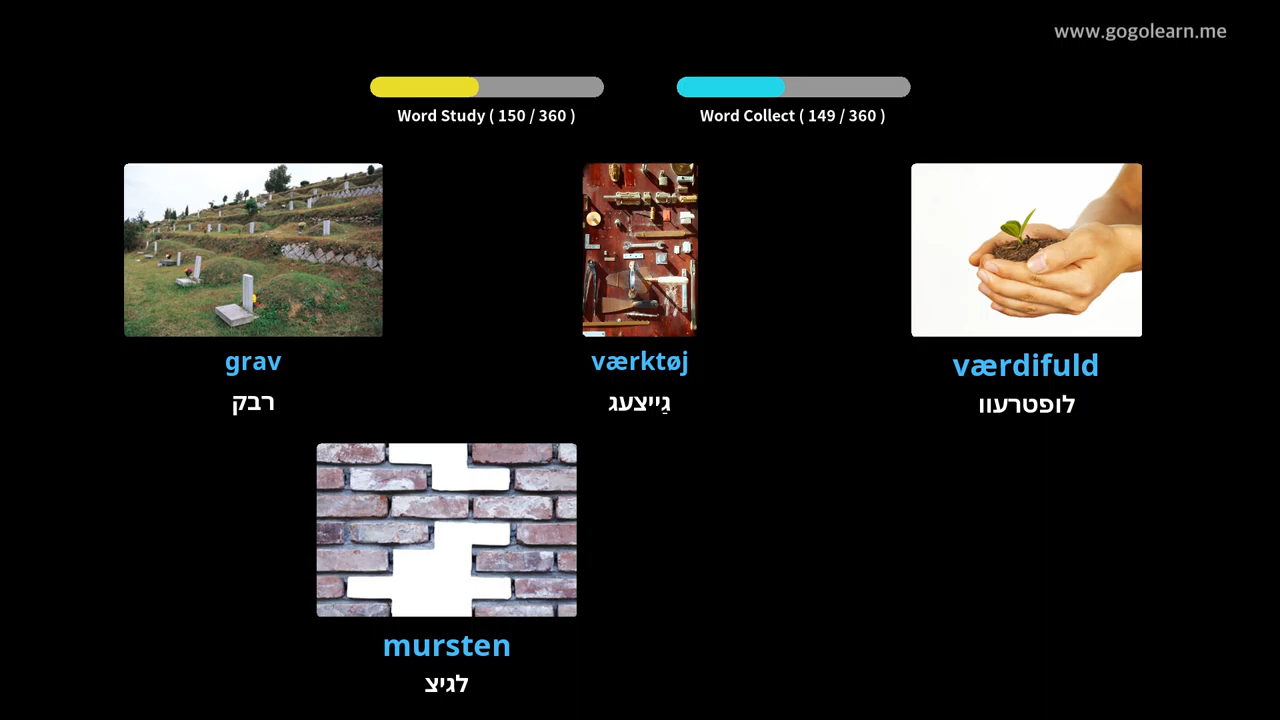 www.gogolearn.me
Word Study ( 150 / 360 )
Word Collect ( 149 / 360 )
grav
רבק
værktøj
גַייצעג
værdifuld
לופטרעוו
mursten
לגיצ